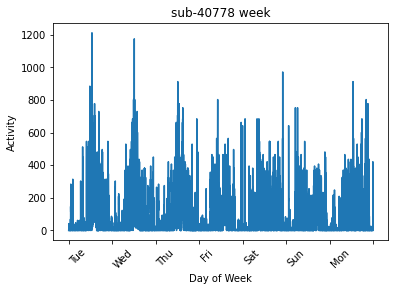 sub-40778 week
1200
1000
800
600
400
200
0
Activity
Tue
Wed
Thu
Fri
Sat
Sun
Mon
Day of Week